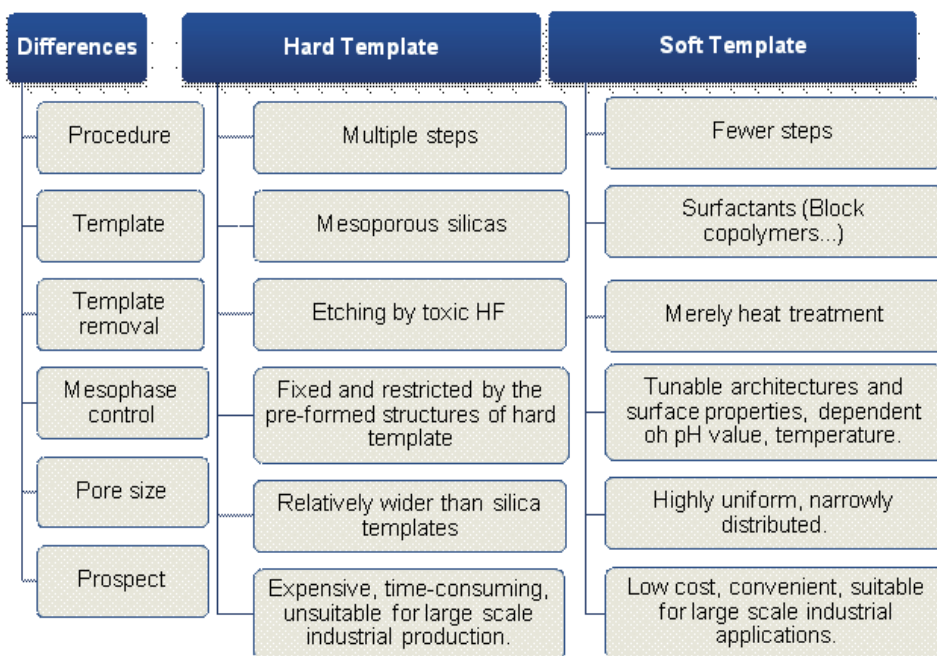 Differences
Hard Template
Soft Template
Procedure
Multiple steps
Fewer steps
Template
Mesoporous silicas
Surfactants (Block
copolymers...)
Template
removal
Etching by toxic HF
Merely heat treatment
Mesophase
control
Fixed and restricted by the
pre-formed structures of hard
template
Tunable architectures and
surface properties, dependent
oh pH value, temperature.
Pore size
Relatively wider than silica
templates
Highly uniform, narrowly
distributed.
Prospect
Expensive, time-consuming,
unsuitable for large scale
industrial production.
Low cost, convenient, suitable
for large scale industrial
applications.